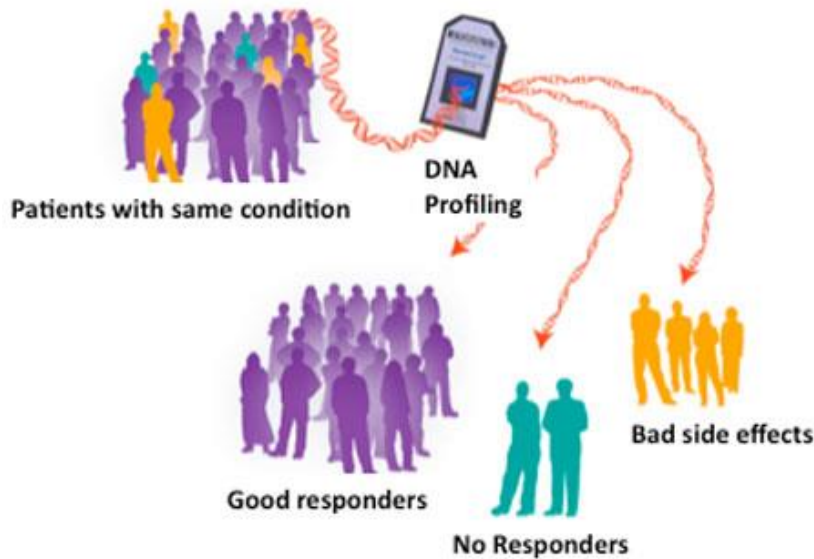 DNA
Profiling
Patients with same condition
Good responders
No Responders
Bad side effects